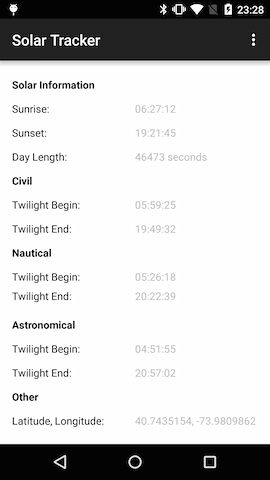 23:28
Solar Tracker
Solar Information
Sunrise: 06:27:12
Sunset: 19:21:45
Day Length: 46473 seconds
Civil
Twilight Begin: 05:59:25
Twilight End: 19:49:32
Nautical
Twilight Begin: 05:26:18
Twilight End: 20:22:39
Astronomical
Twilight Begin: 04:51:55
Twilight End: 20:57:02
Other
Latitude, Longitude: 40.7435154, -73.9809862